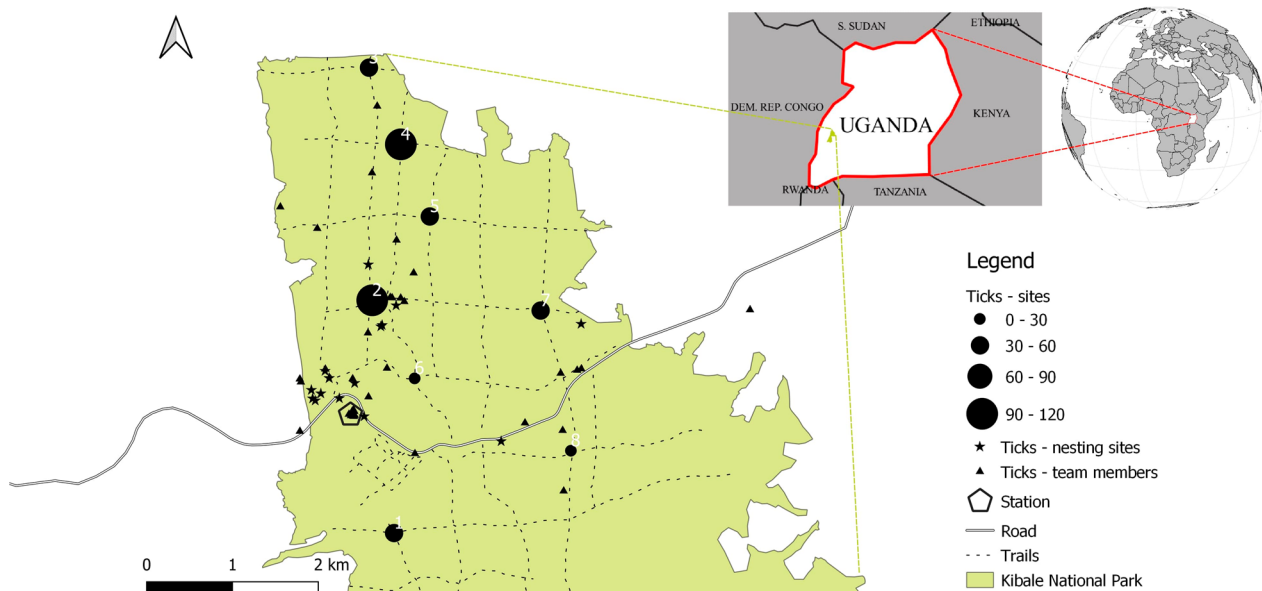 S. SUDAN
ETHIOPIA
DEM. REP. CONGO
UGANDA
KENYA
RWANDA
TANZANIA
3
4
5
2
7
6
8
1
Legend
Ticks - sites
0 - 30
30 - 60
60 - 90
90 - 120
Ticks - nesting sites
Ticks - team members
Station
Road
Trails
Kibale National Park
0 1 2 km